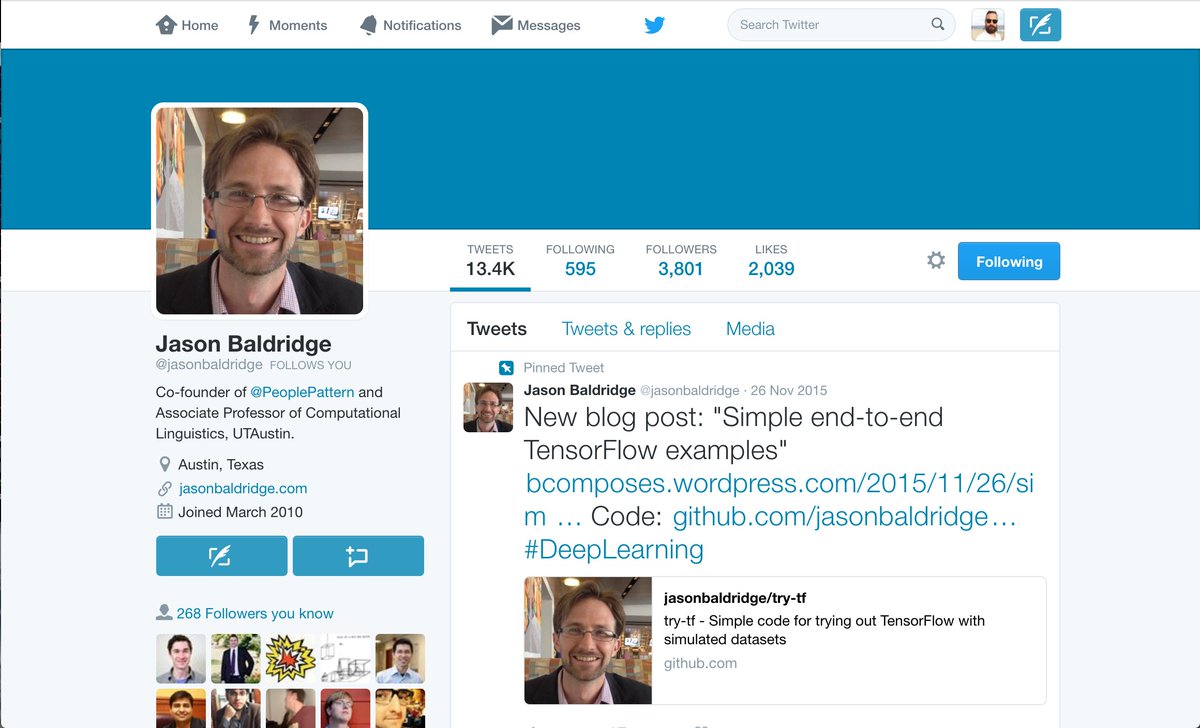 Home
Moments
Notifications
Messages
Search Twitter
TWEETS
13.4K
FOLLOWING
595
FOLLOWERS
3,801
LIKES
2,039
Following
Jason Baldridge
@jasonbaldridge FOLLOWS YOU
Co-founder of @PeoplePattern and
Associate Professor of Computational
Linguistics, UTAustin.
Austin, Texas
jasonbaldridge.com
Joined March 2010
268 Followers you know
Tweets
Tweets & replies
Media
Pinned Tweet
Jason Baldridge @jasonbaldridge · 26 Nov 2015
New blog post: "Simple end-to-end
TensorFlow examples"
bcomposes.wordpress.com/2015/11/26/si
m … Code: github.com/jasonbaldridge…
#DeepLearning
jasonbaldridge/try-tf
try-tf - Simple code for trying out TensorFlow with
simulated datasets
github.com